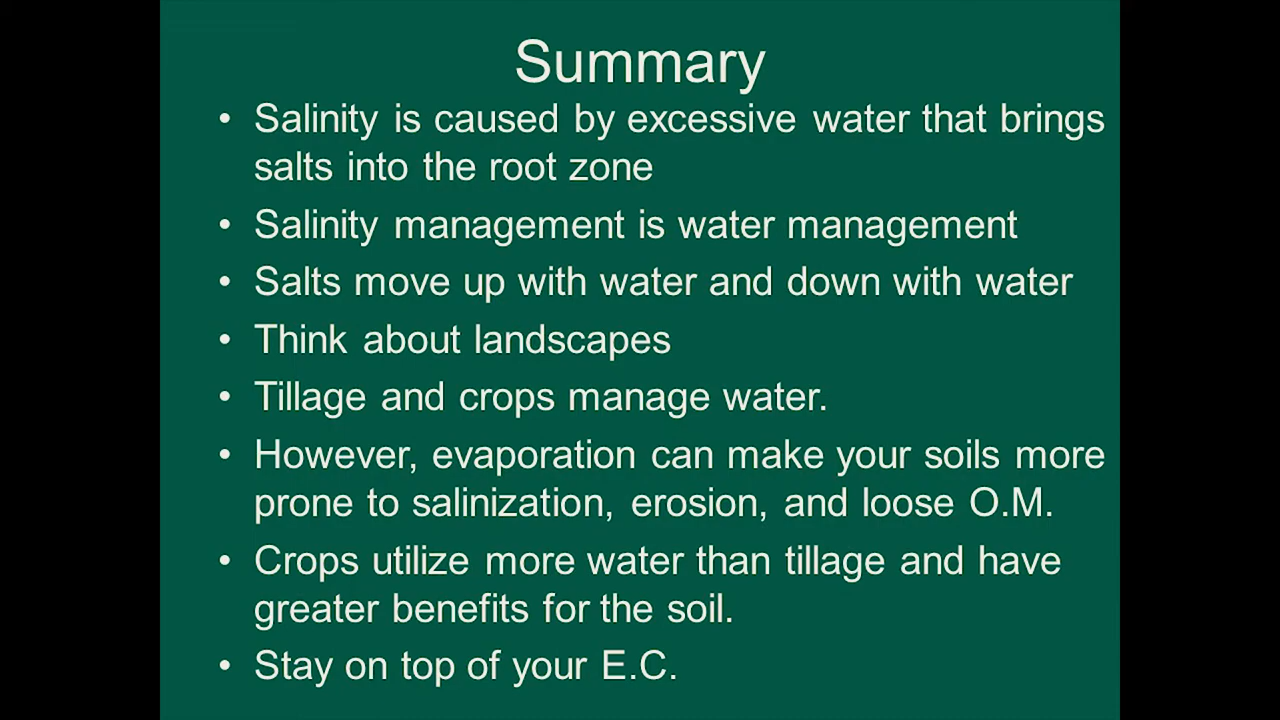 Summary
• Salinity is caused by excessive water that brings
salts into the root zone
• Salinity management is water management
• Salts move up with water and down with water
• Think about landscapes
• Tillage and crops manage water.
• However, evaporation can make your soils more
prone to salinization, erosion, and loose O.M.
• Crops utilize more water than tillage and have
greater benefits for the soil.
• Stay on top of your E.C.